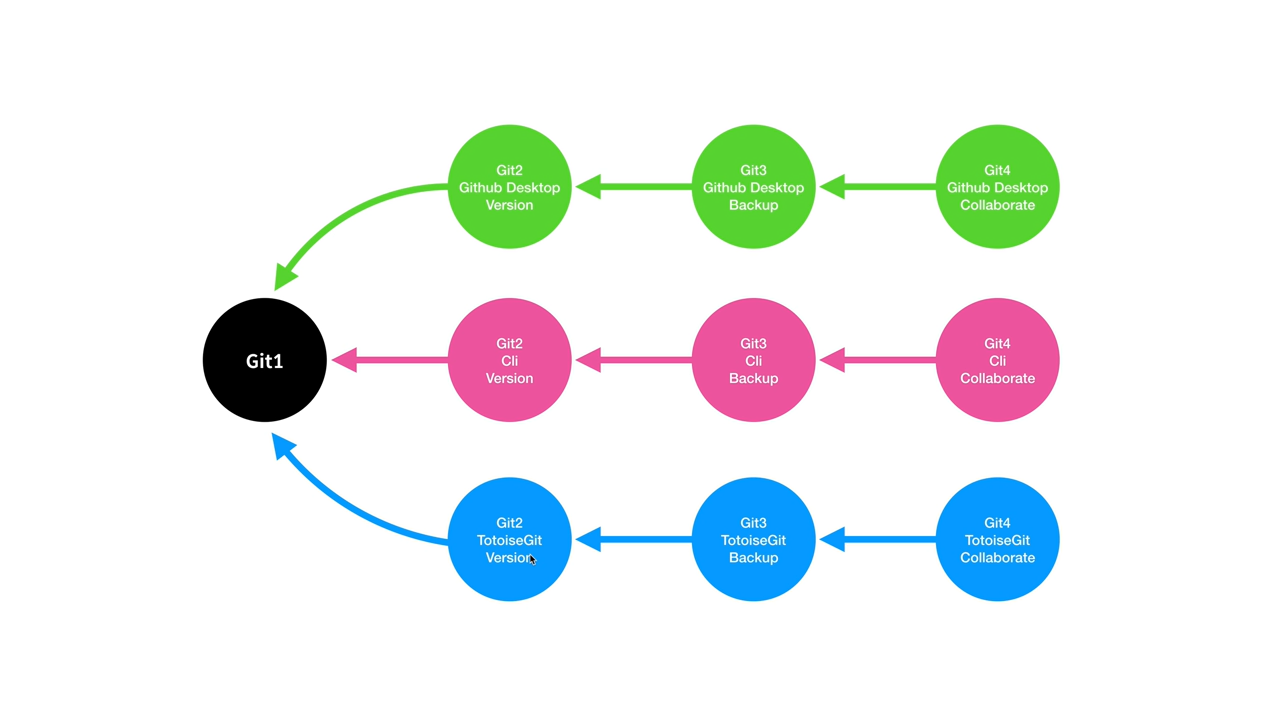 Git2
Github Desktop
Version
Git3
Github Desktop
Backup
Git4
Github Desktop
Collaborate
Git1
Git2
Cli
Version
Git3
Cli
Backup
Git4
Cli
Collaborate
Git2
TotoiseGit
Version
Git3
TotoiseGit
Backup
Git4
TotoiseGit
Collaborate